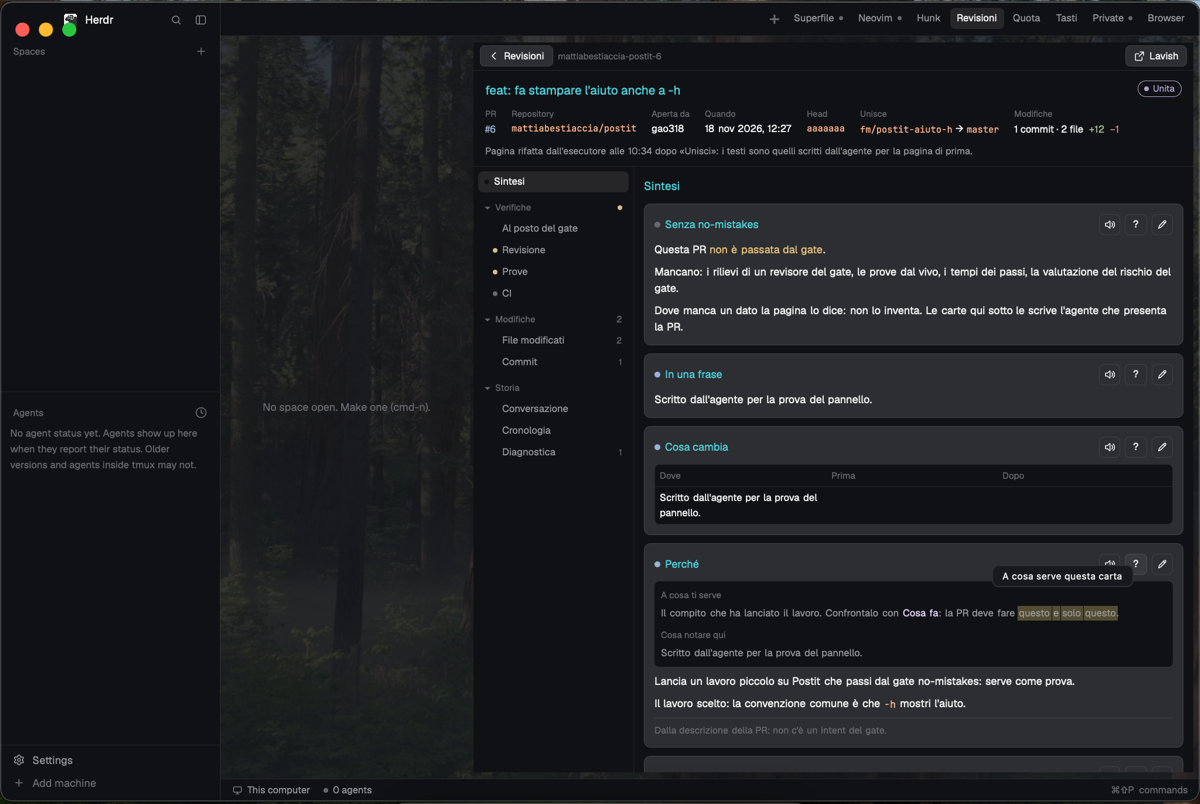 Herdr
Superfile
Neovim
Hunk
Revisioni
Quota
Tasti
Private
Browser
Spaces
Revisioni
mattiabestiaccia-postit-6
Lavish
feat: fa stampare l'aiuto anche a -h
Unita
PR
Repository
Aperta da
Quando
Head
Unisce
Modifiche
#6
mattiabestiaccia/postit
gao318
18 nov 2026, 12:27
aaaaaaa
fm/postit-aiuto-h → master
1 commit · 2 file +12 −1
Pagina rifatta dall'esecutore alle 10:34 dopo «Unisci»: i testi sono quelli scritti dall'agente per la pagina di prima.
Sintesi
Verifiche
Al posto del gate
Revisione
Prove
CI
Modifiche 2
File modificati 2
Commit 1
Storia
Conversazione
Cronologia
Diagnostica 1
Sintesi
Senza no-mistakes
?
Questa PR non è passata dal gate.
Mancano: i rilievi di un revisore del gate, le prove dal vivo, i tempi dei passi, la valutazione del rischio del
gate.
Dove manca un dato la pagina lo dice: non lo inventa. Le carte qui sotto le scrive l'agente che presenta
la PR.
In una frase
?
Scritto dall'agente per la prova del pannello.
Cosa cambia
?
Dove
Prima
Dopo
Scritto dall'agente per la prova del
pannello.
Perché
?
A cosa serve questa carta
A cosa ti serve
Il compito che ha lanciato il lavoro. Confrontalo con Cosa fa: la PR deve fare questo e solo questo.
Cosa notare qui
Scritto dall'agente per la prova del pannello.
Lancia un lavoro piccolo su Postit che passi dal gate no-mistakes: serve come prova.
Il lavoro scelto: la convenzione comune è che -h mostri l'aiuto.
Dalla descrizione della PR: non c'è un intent del gate.
No space open. Make one (cmd-n).
Agents
No agent status yet. Agents show up here
when they report their status. Older
versions and agents inside tmux may not.
Settings
Add machine
This computer
0 agents
⌘⇧P commands